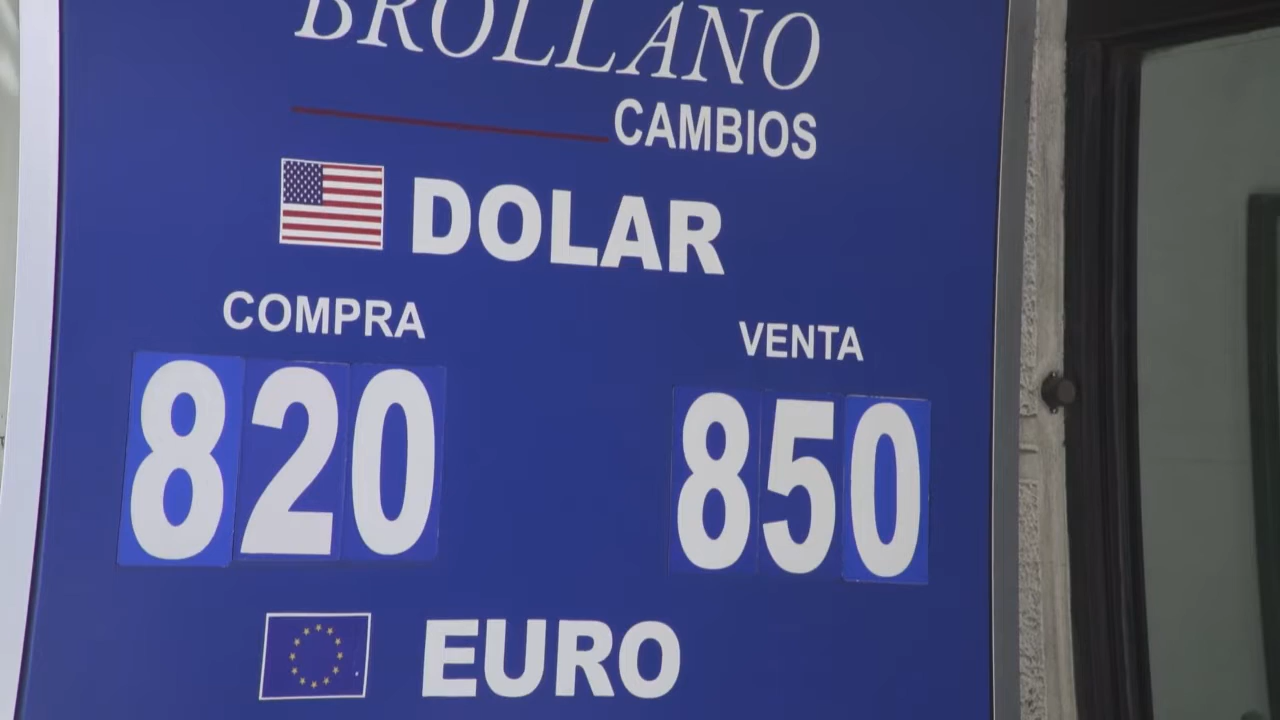 BROLLANO
CAMBIOS
DOLAR
COMPRA VENTA
820 850
EURO